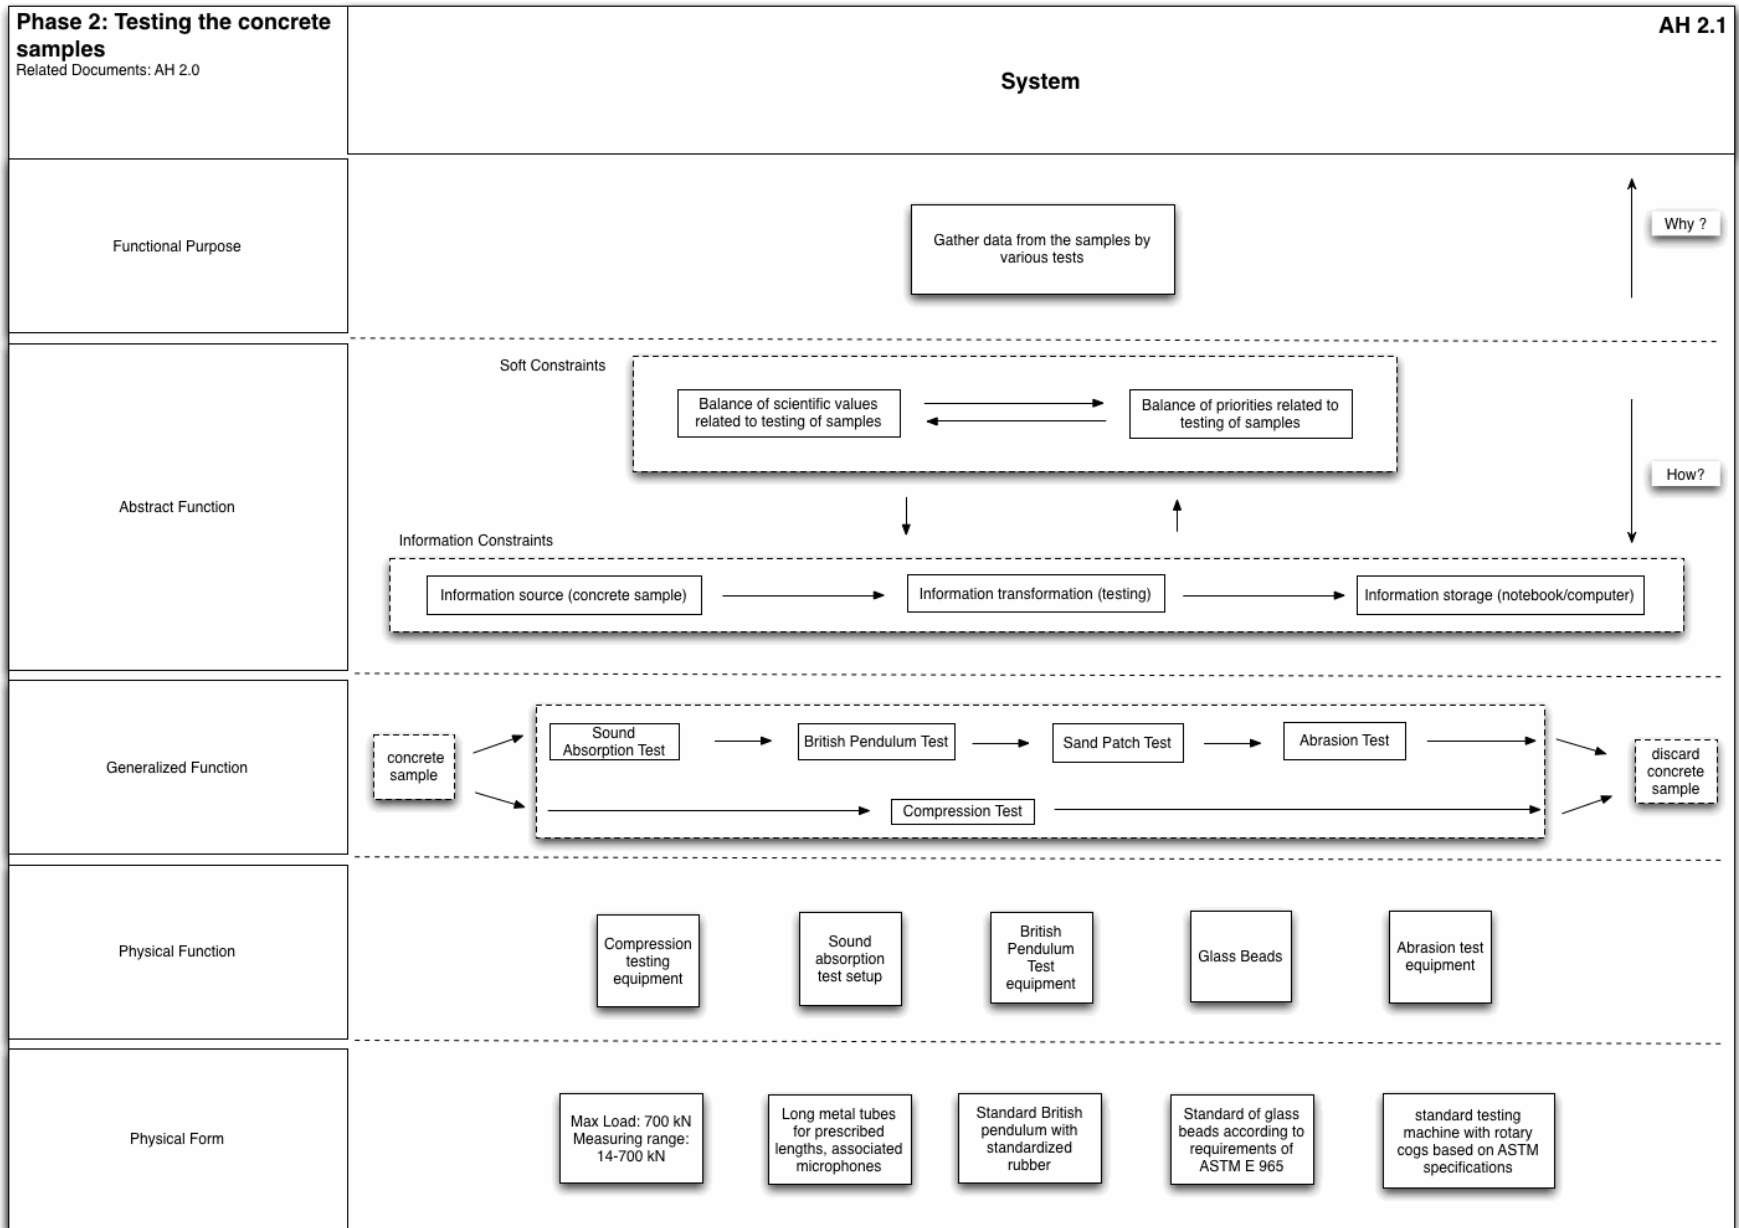 Phase 2: Testing the concrete
samples
Related Documents: AH 2.0
AH 2.1
System
Functional Purpose
Gather data from the samples by
various tests
Why ?
Abstract Function
Soft Constraints
Balance of scientific values
related to testing of samples
Balance of priorities related to
testing of samples
How?
Information Constraints
Information source (concrete sample)
Information transformation (testing)
Information storage (notebook/computer)
Generalized Function
concrete
sample
Sound
Absorption Test
British Pendulum Test
Sand Patch Test
Abrasion Test
Compression Test
discard
concrete
sample
Physical Function
Compression
testing
equipment
Sound
absorption
test setup
British
Pendulum
Test
equipment
Glass Beads
Abrasion test
equipment
Physical Form
Max Load: 700 kN
Measuring range:
14-700 kN
Long metal tubes
for prescribed
lengths, associated
microphones
Standard British
pendulum with
standardized
rubber
Standard of glass
beads according to
requirements of
ASTM E 965
standard testing
machine with rotary
cogs based on ASTM
specifications